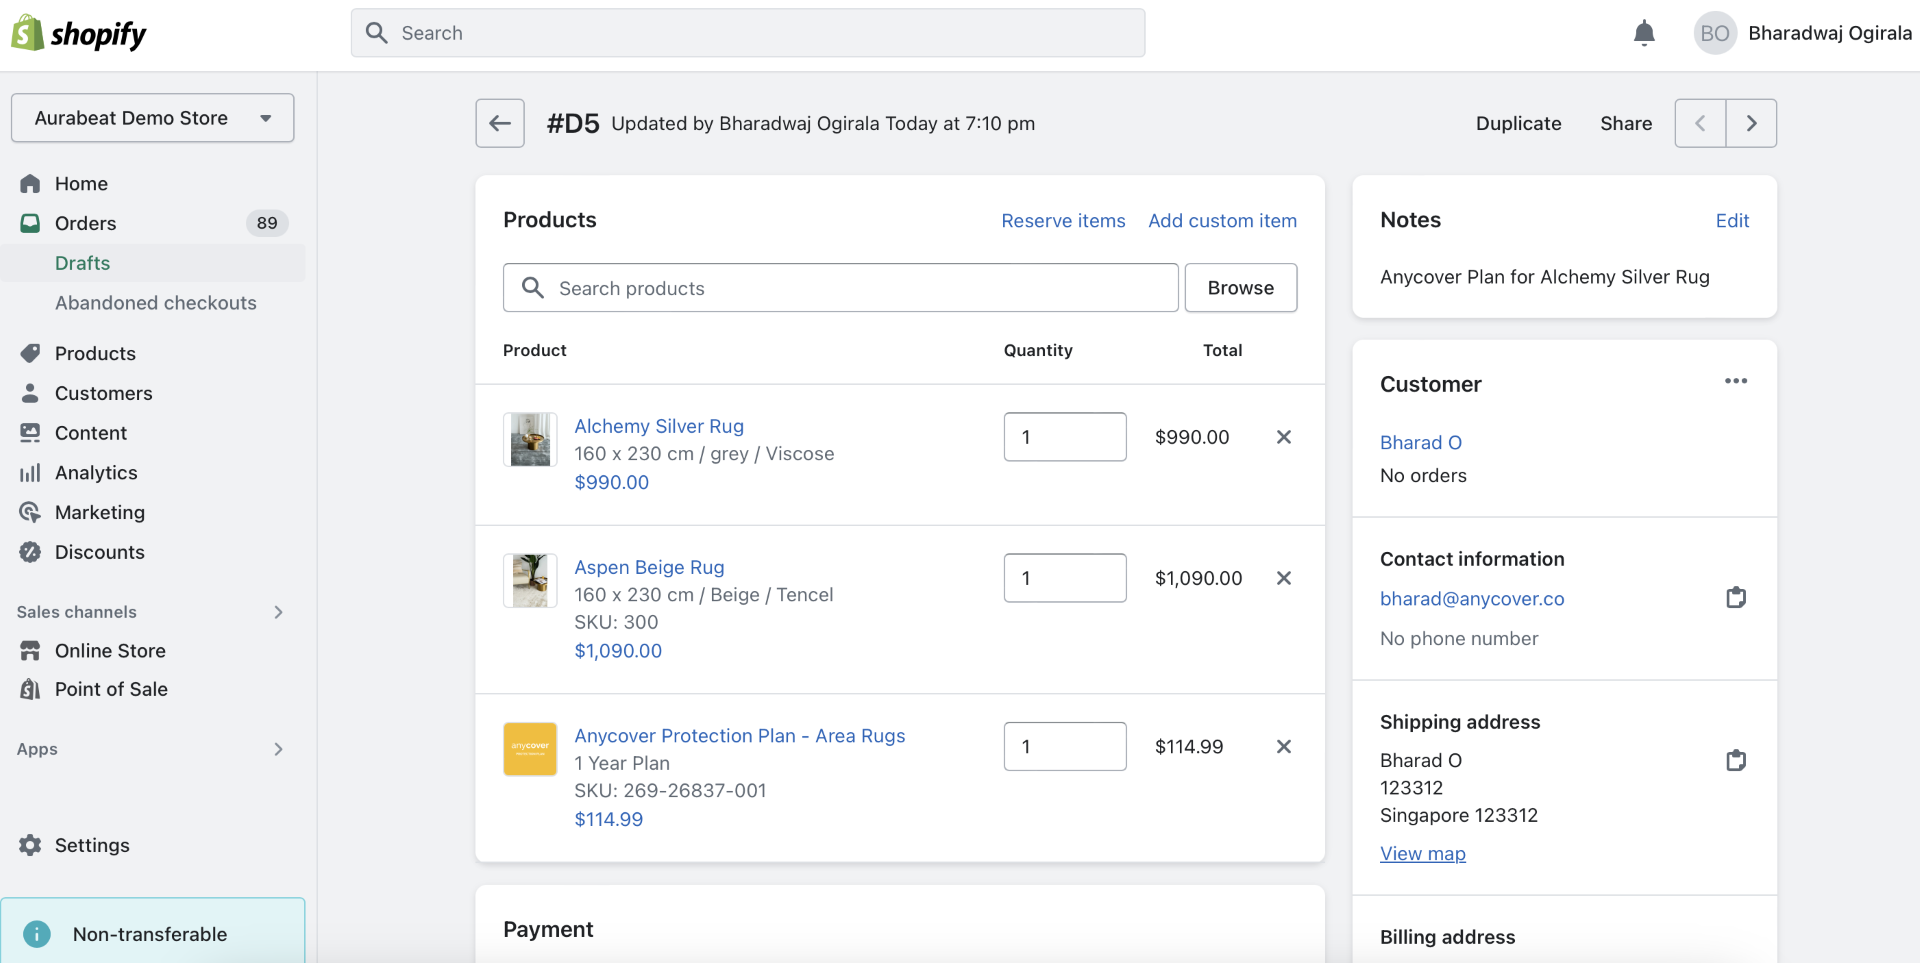 shopify
Search
BO
Bharadwaj Ogirala
Aurabeat Demo Store
Home
Orders
89
Drafts
Abandoned checkouts
Products
Customers
Content
Analytics
Marketing
Discounts
Sales channels
Online Store
Point of Sale
Apps
Settings
Non-transferable
#D5 Updated by Bharadwaj Ogirala Today at 7:10 pm
Duplicate
Share
Products
Reserve items
Add custom item
Search products
Browse
Product
Quantity
Total
Alchemy Silver Rug
160 x 230 cm / grey / Viscose
$990.00
1
$990.00
Aspen Beige Rug
160 x 230 cm / Beige / Tencel
SKU: 300
$1,090.00
1
$1,090.00
anycover
Anycover Protection Plan - Area Rugs
1 Year Plan
SKU: 269-26837-001
$114.99
1
$114.99
Payment
Notes
Edit
Anycover Plan for Alchemy Silver Rug
Customer
Bharad O
No orders
Contact information
bharad@anycover.co
No phone number
Shipping address
Bharad O
123312
Singapore 123312
View map
Billing address